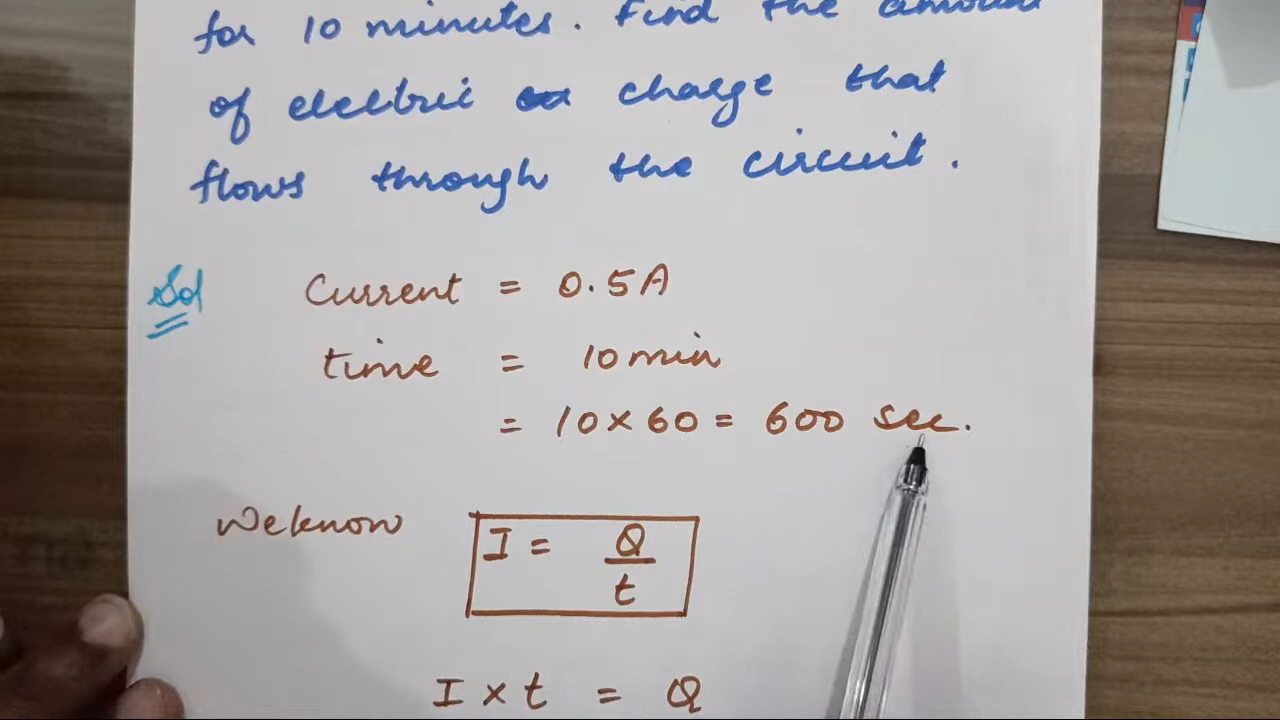 for 10 minutes. Find the amount
of electric charge that
flows through the circuit.
Sol
Current = 0.5A
time = 10 min
= 10 × 60 = 600 sec.
We know
I = Q/t
I × t = Q